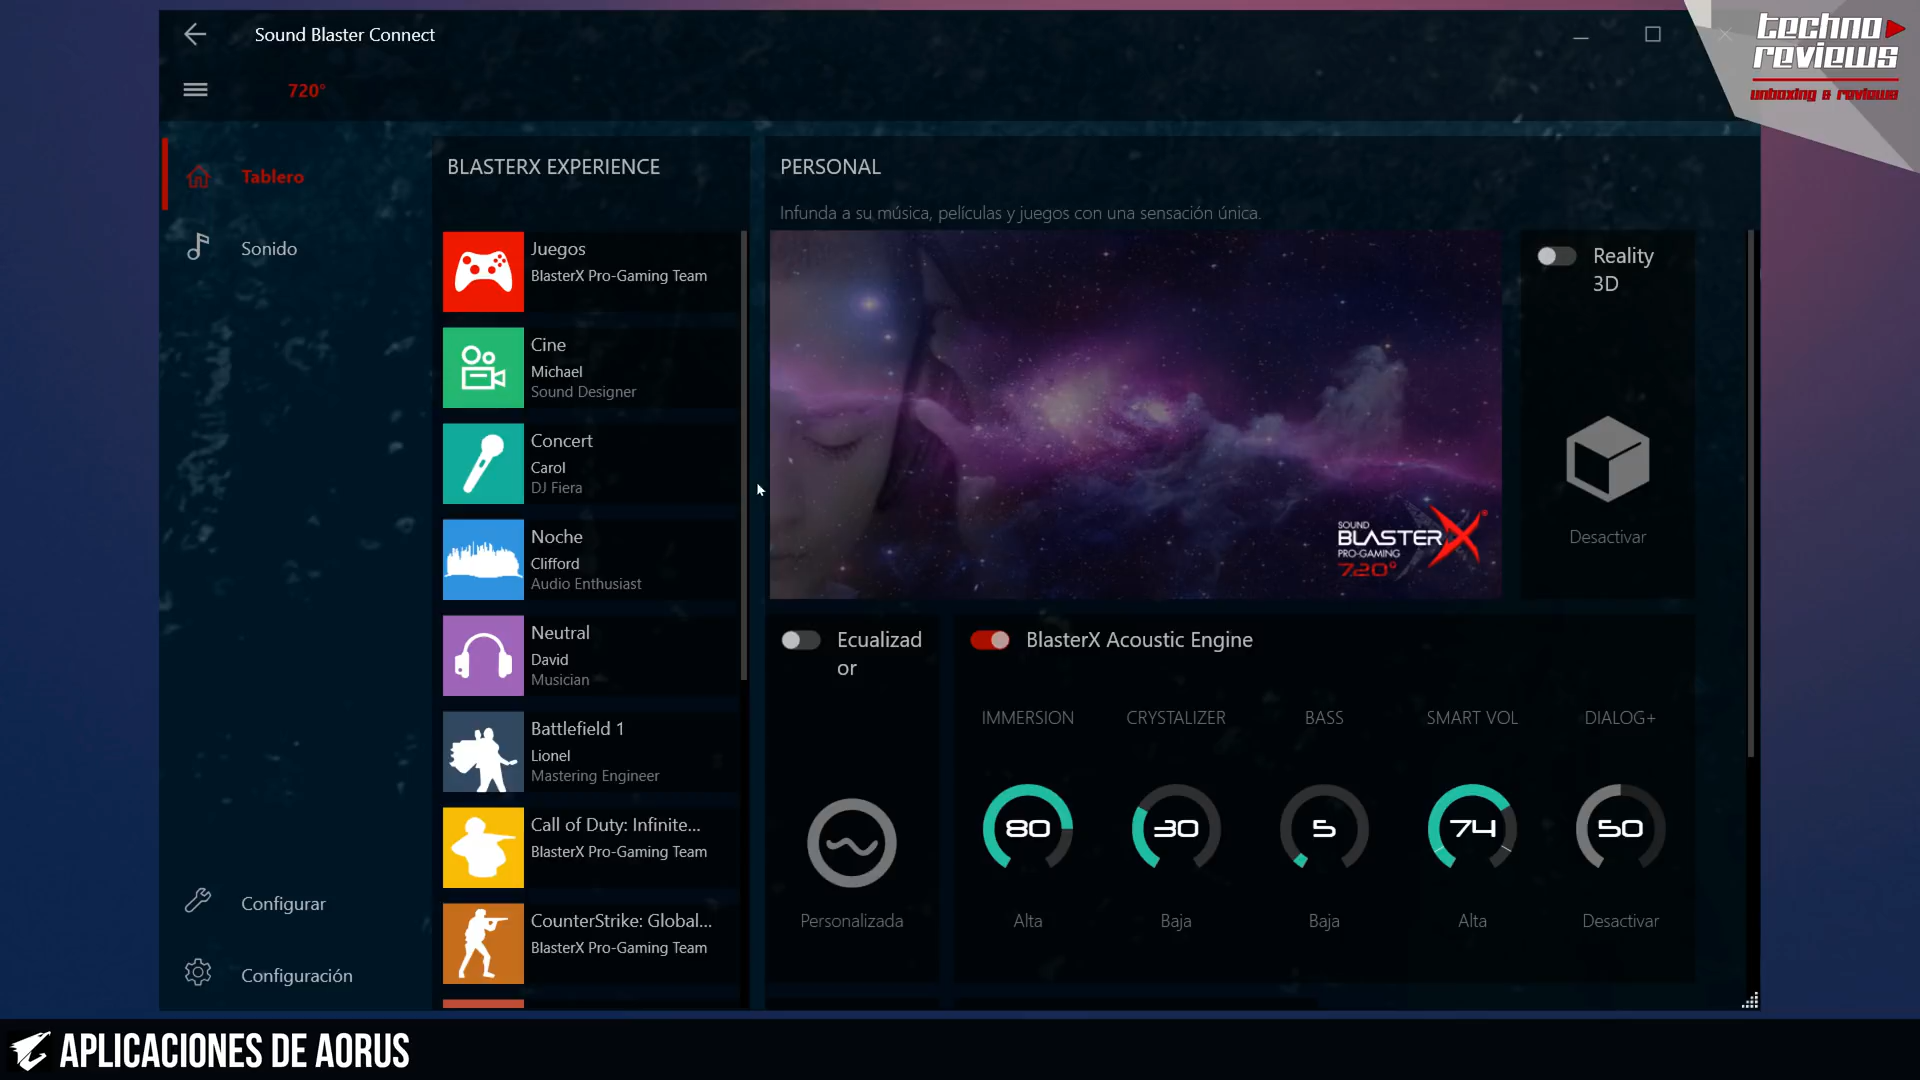 Sound Blaster Connect
techno
reviews
unboxing & reviews
720°
Tablero
Sonido
Configurar
Configuración
BLASTERX EXPERIENCE
Juegos
BlasterX Pro-Gaming Team
Cine
Michael
Sound Designer
Concert
Carol
DJ Fiera
Noche
Clifford
Audio Enthusiast
Neutral
David
Musician
Battlefield 1
Lionel
Mastering Engineer
Call of Duty: Infinite...
BlasterX Pro-Gaming Team
CounterStrike: Global...
BlasterX Pro-Gaming Team
PERSONAL
Infunda a su música, películas y juegos con una sensación única.
SOUND
BLASTERX
PRO-GAMING
720°
Reality
3D
Desactivar
Ecualizad
or
Personalizada
BlasterX Acoustic Engine
IMMERSION CRYSTALIZER BASS SMART VOL DIALOG+
80 30 5 74 50
Alta Baja Baja Alta Desactivar
APLICACIONES DE AORUS